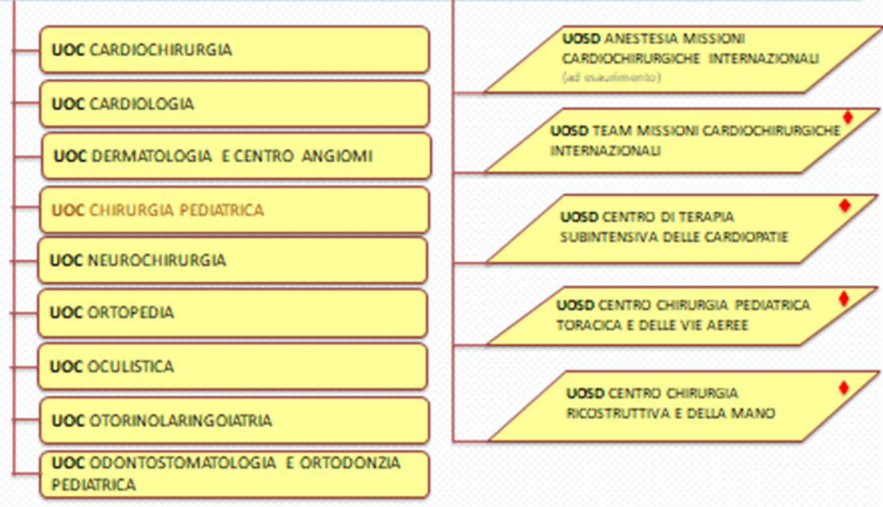 UOC CARDIOCHIRURGIA
UOC CARDIOLOGIA
UOC DERMATOLOGIA E CENTRO ANGIOMI
UOC CHIRURGIA PEDIATRICA
UOC NEUROCHIRURGIA
UOC ORTOPEDIA
UOC OCULISTICA
UOC OTORINOLARINGOIATRIA
UOC ODONTOSTOMATOLOGIA E ORTODONZIA
PEDIATRICA
UOSD ANESTESIA MISSIONI
CARDIOCHIRURGICHE INTERNAZIONALI
(ad esaurimento)
UOSD TEAM MISSIONI CARDIOCHIRURGICHE
INTERNAZIONALI
UOSD CENTRO DI TERAPIA
SUBINTENSIVA DELLE CARDIOPATIE
UOSD CENTRO CHIRURGIA PEDIATRICA
TORACICA E DELLE VIE AEREE
UOSD CENTRO CHIRURGIA
RICOSTRUTTIVA E DELLA MANO